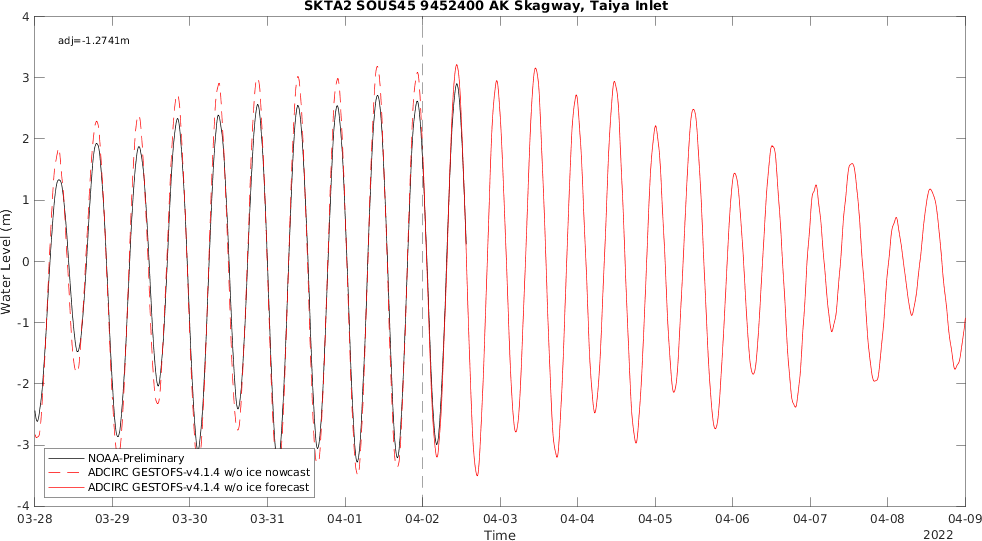 SKTA2 SOUS45 9452400 AK Skagway, Taiya Inlet
adj=-1.2741m
4
3
2
1
0
-1
-2
-3
-4
Water Level (m)
NOAA-Preliminary
ADCIRC GESTOFS-v4.1.4 w/o ice nowcast
ADCIRC GESTOFS-v4.1.4 w/o ice forecast
03-28 03-29 03-30 03-31 04-01 04-02 04-03 04-04 04-05 04-06 04-07 04-08 04-09
Time
2022